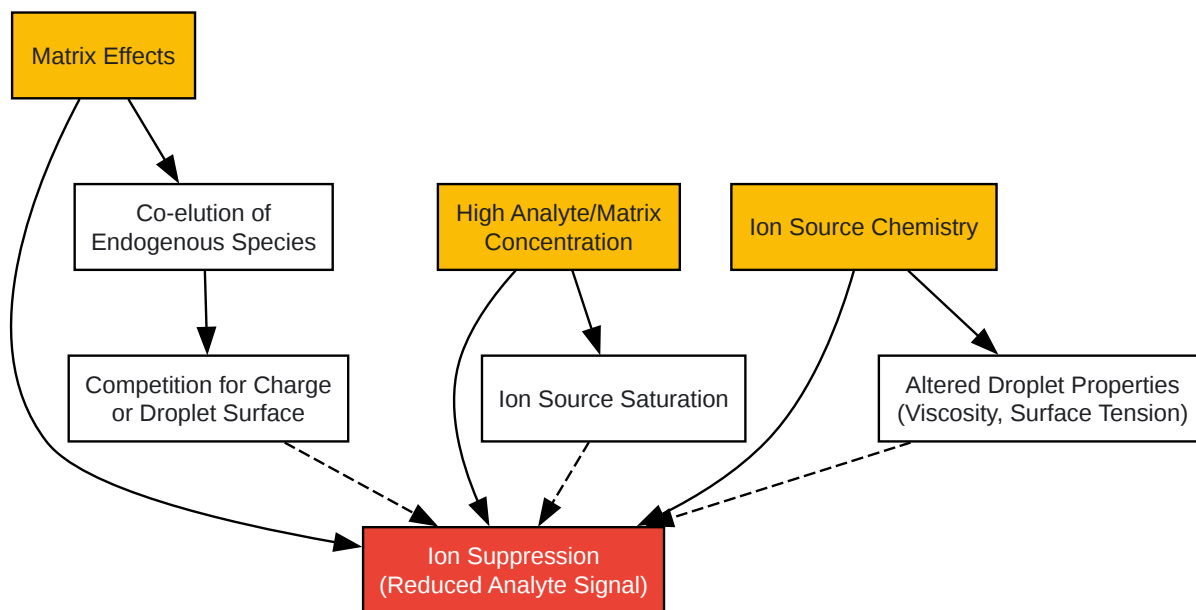 Matrix Effects
Co-elution of
Endogenous Species
High Analyte/Matrix
Concentration
Ion Source Chemistry
Competition for Charge
or Droplet Surface
Ion Source Saturation
Altered Droplet Properties
(Viscosity, Surface Tension)
Ion Suppression
(Reduced Analyte Signal)